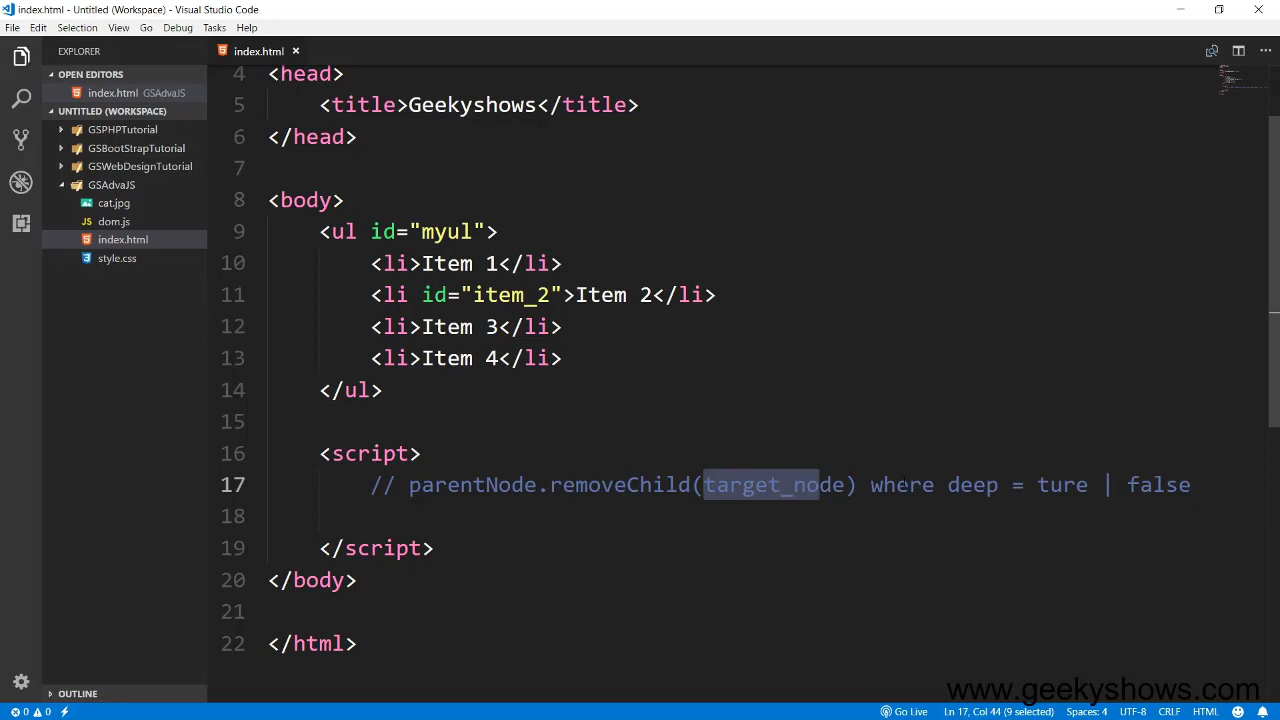 index.html - Untitled (Workspace) - Visual Studio Code
File Edit Selection View Go Debug Tasks Help
EXPLORER
index.html ×
OPEN EDITORS
index.html GSAdvaJS
UNTITLED (WORKSPACE)
GSPHPTutorial
GSBootStrapTutorial
GSWebDesignTutorial
GSAdvaJS
cat.jpg
JS dom.js
index.html
style.css
OUTLINE
4 <head>
5 <title>Geekyshows</title>
6 </head>
7
8 <body>
9 <ul id="myul">
10 <li>Item 1</li>
11 <li id="item_2">Item 2</li>
12 <li>Item 3</li>
13 <li>Item 4</li>
14 </ul>
15
16 <script>
17 // parentNode.removeChild(target_node) where deep = ture | false
18
19 </script>
20 </body>
21
22 </html>
www.geekyshows.com
0 0 Go Live Ln 17, Col 44 (9 selected) Spaces: 4 UTF-8 CRLF HTML